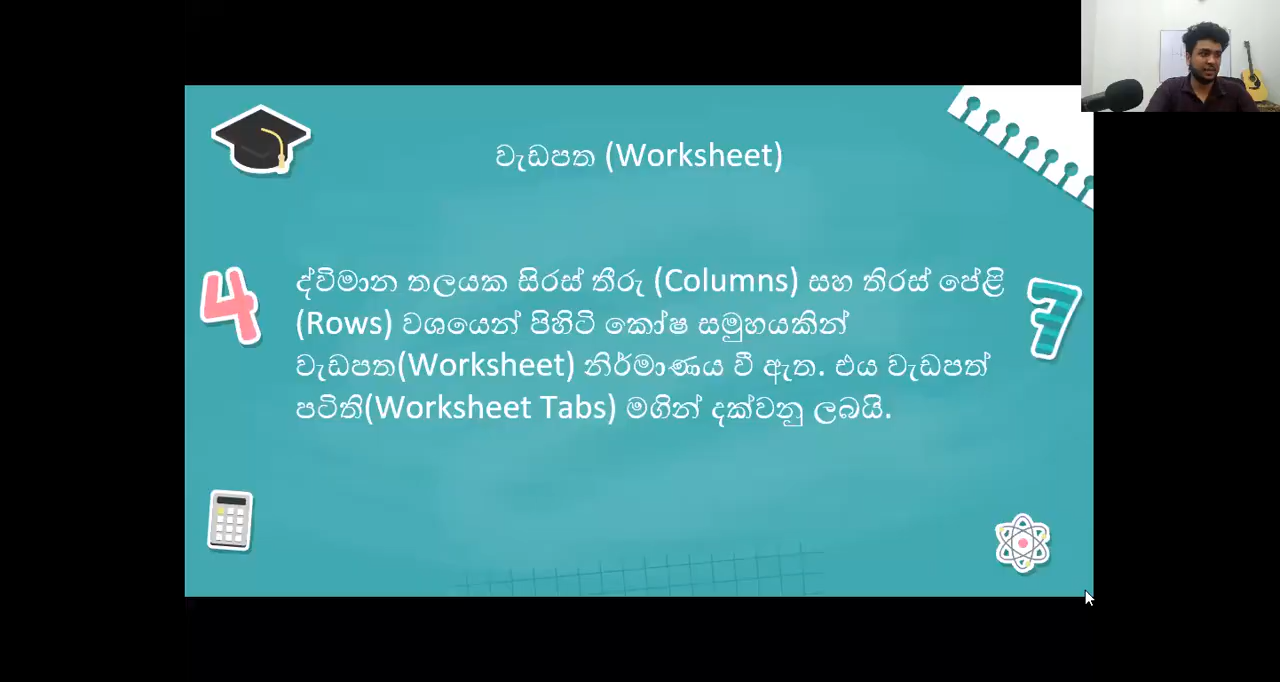 වැඩපත (Worksheet)
ද්විමාන තලයක සිරස් තීරු (Columns) සහ තිරස් පේළි
(Rows) වශයෙන් පිහිටි කෝෂ සමුහයකින්
වැඩපත(Worksheet) නිර්මාණය වී ඇත. එය වැඩපත්
පටිති(Worksheet Tabs) මගින් දක්වනු ලබයි.
4
7